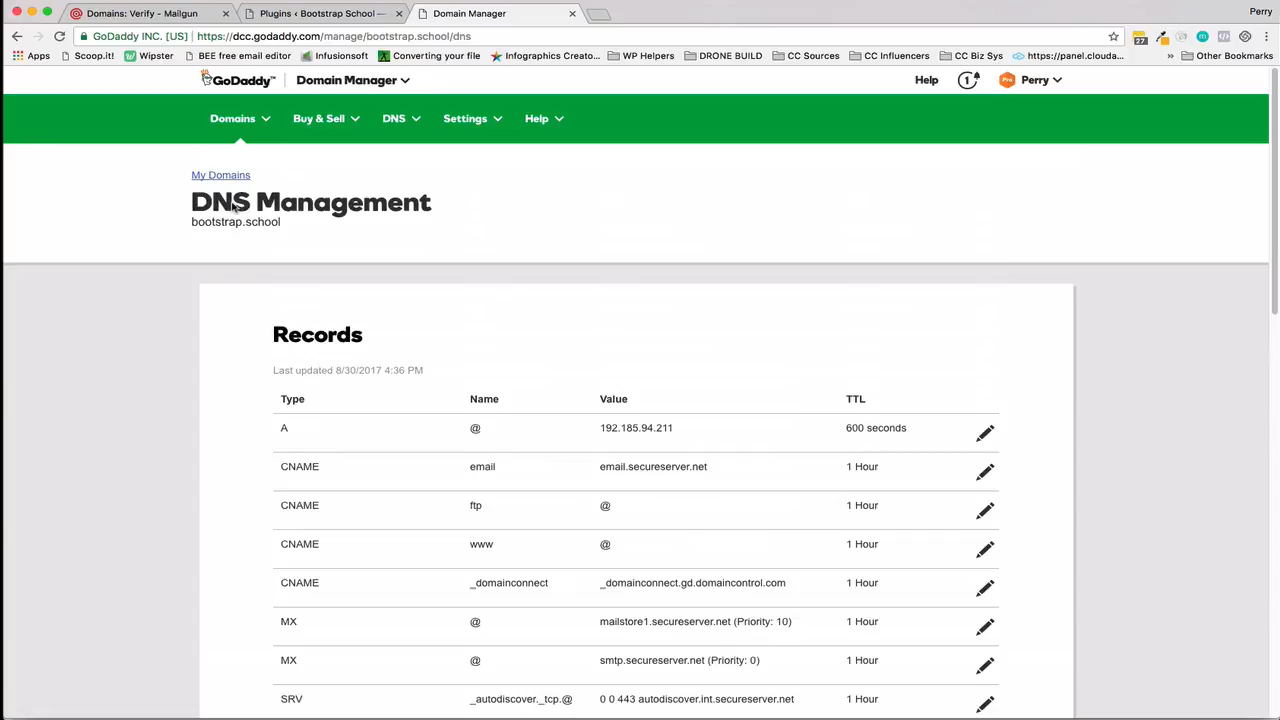 Domains: Verify - Mailgun
Plugins ‹ Bootstrap School —
Domain Manager
Perry
GoDaddy INC. [US] | https://dcc.godaddy.com/manage/bootstrap.school/dns
27
Apps Scoop.it! Wipster BEE free email editor Infusionsoft Converting your file Infographics Creato... WP Helpers DRONE BUILD CC Sources CC Influencers CC Biz Sys https://panel.clouda... » Other Bookmarks
GoDaddy™ Domain Manager Help 1 Pro Perry
Domains Buy & Sell DNS Settings Help
My Domains
DNS Management
bootstrap.school
Records
Last updated 8/30/2017 4:36 PM
Type Name Value TTL
A @ 192.185.94.211 600 seconds
CNAME email email.secureserver.net 1 Hour
CNAME ftp @ 1 Hour
CNAME www @ 1 Hour
CNAME _domainconnect _domainconnect.gd.domaincontrol.com 1 Hour
MX @ mailstore1.secureserver.net (Priority: 10) 1 Hour
MX @ smtp.secureserver.net (Priority: 0) 1 Hour
SRV _autodiscover._tcp.@ 0 0 443 autodiscover.int.secureserver.net 1 Hour